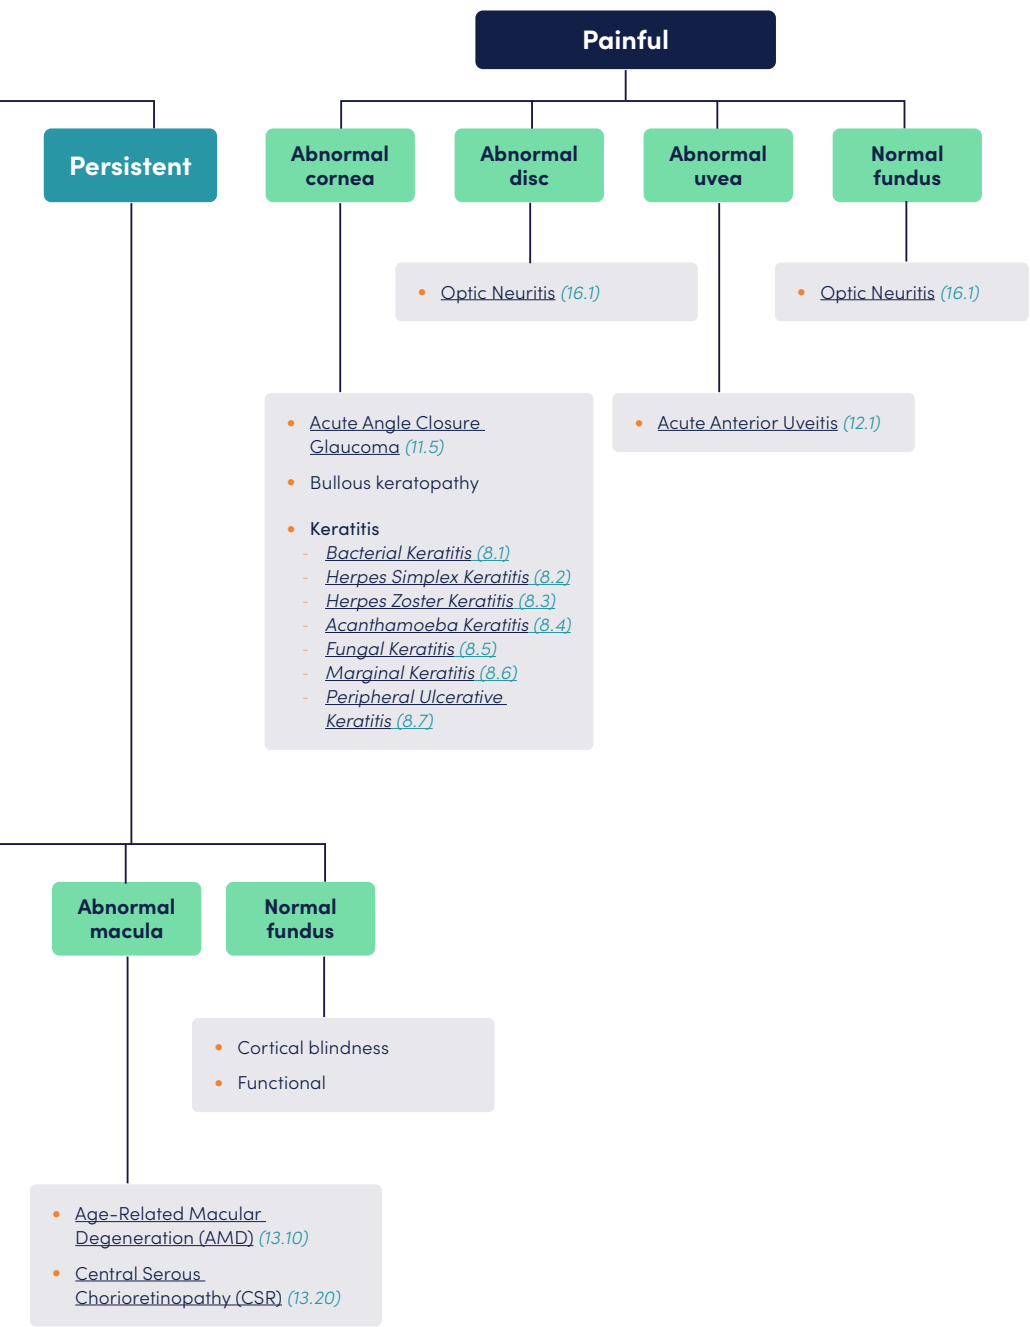 Painful
Persistent
Abnormal
cornea
Abnormal
disc
Abnormal
uvea
Normal
fundus
• Optic Neuritis (16.1)
• Optic Neuritis (16.1)
• Acute Angle Closure
Glaucoma (11.5)
• Bullous keratopathy
• Keratitis
- Bacterial Keratitis (8.1)
- Herpes Simplex Keratitis (8.2)
- Herpes Zoster Keratitis (8.3)
- Acanthamoeba Keratitis (8.4)
- Fungal Keratitis (8.5)
- Marginal Keratitis (8.6)
- Peripheral Ulcerative
Keratitis (8.7)
• Acute Anterior Uveitis (12.1)
Abnormal
macula
Normal
fundus
• Cortical blindness
• Functional
• Age-Related Macular
Degeneration (AMD) (13.10)
• Central Serous
Chorioretinopathy (CSR) (13.20)